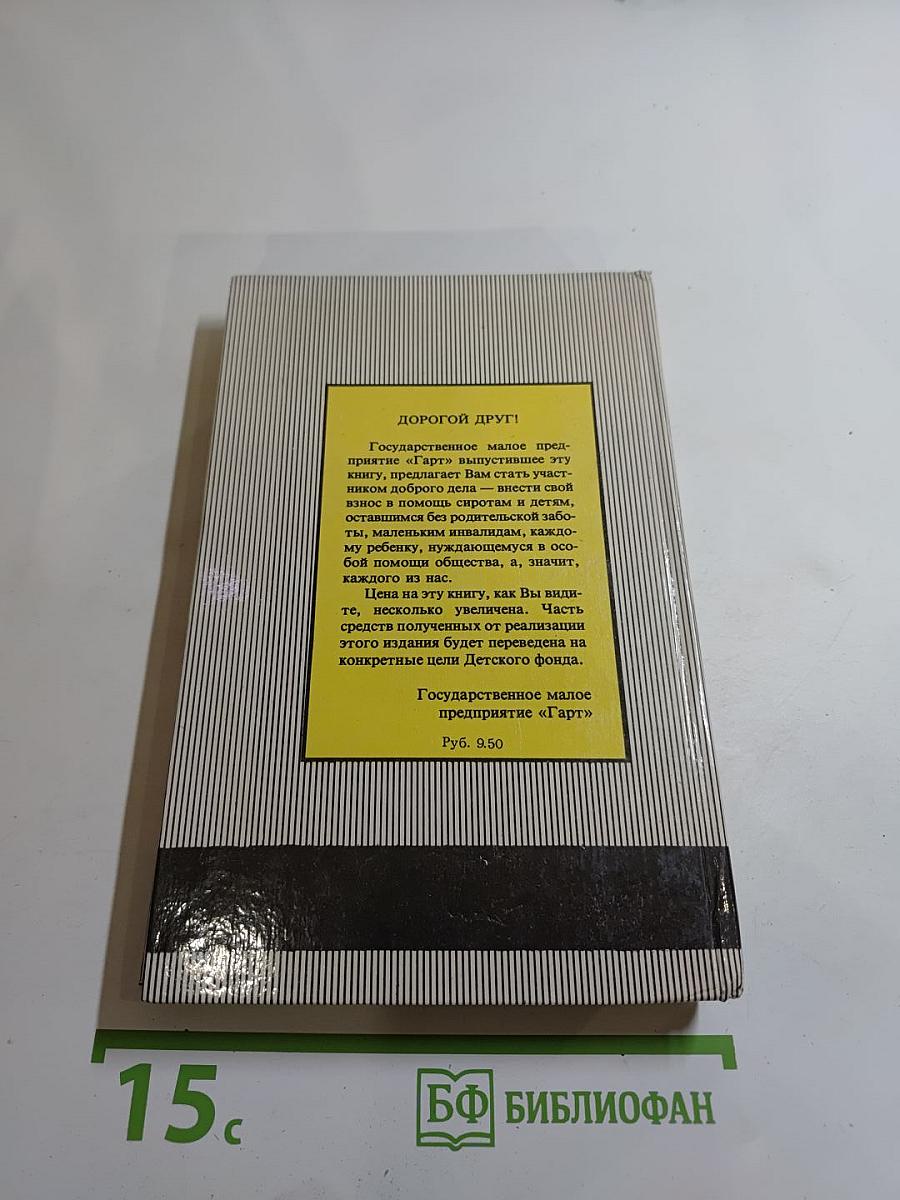 ДОРОГОЙ ДРУГ!
Государственное малое пред-
приятие «Гарт» выпустившее эту
книгу, предлагает Вам стать участ-
ником доброго дела — внести свой
взнос в помощь сиротам и детям,
оставшимся без родительской забо-
ты, маленьким инвалидам, каждо-
му ребенку, нуждающемуся в осо-
бой помощи общества, а, значит,
каждого из нас.
Цена на эту книгу, как Вы види-
те, несколько увеличена. Часть
средств полученных от реализации
этого издания будет переведена на
конкретные цели Детского фонда.
Государственное малое
предприятие «Гарт»
Руб. 9.50
15 с
БФ БИБЛИОФАН